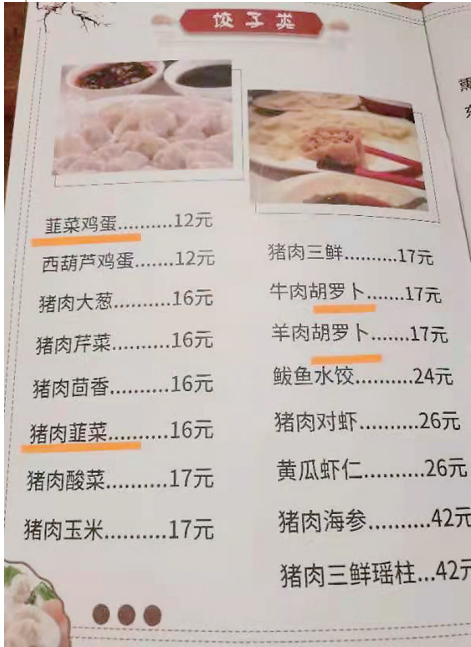 饺子类
韭菜鸡蛋..........12元
西葫芦鸡蛋.......12元
猪肉大葱..........16元
猪肉芹菜..........16元
猪肉茴香..........16元
猪肉韭菜..........16元
猪肉酸菜..........17元
猪肉玉米..........17元
猪肉三鲜..........17元
牛肉胡萝卜.......17元
羊肉胡萝卜.......17元
鲅鱼水饺..........24元
猪肉对虾..........26元
黄瓜虾仁..........26元
猪肉海参..........42元
猪肉三鲜瑶柱...42元